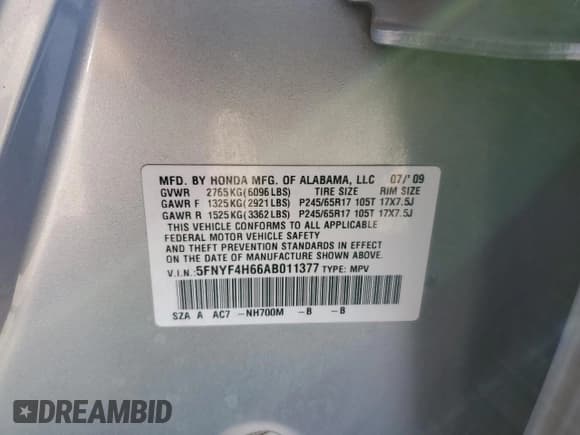 MFD. BY HONDA MFG. OF ALABAMA, LLC 07/'09
GVWR 2765KG(6096LBS) TIRE SIZE RIM SIZE
GAWR F 1325KG(2921LBS) P245/65R17 105T 17X7.5J
GAWR R 1525KG(3362LBS) P245/65R17 105T 17X7.5J
THIS VEHICLE CONFORMS TO ALL APPLICABLE
FEDERAL MOTOR VEHICLE SAFETY
AND THEFT PREVENTION STANDARDS IN EFFECT
ON THE DATE OF MANUFACTURE SHOWN ABOVE.
V.I.N.:5FNYF4H66AB011377 TYPE: MPV
SZA A AC7 -NH700M -B -B
DREAMBID